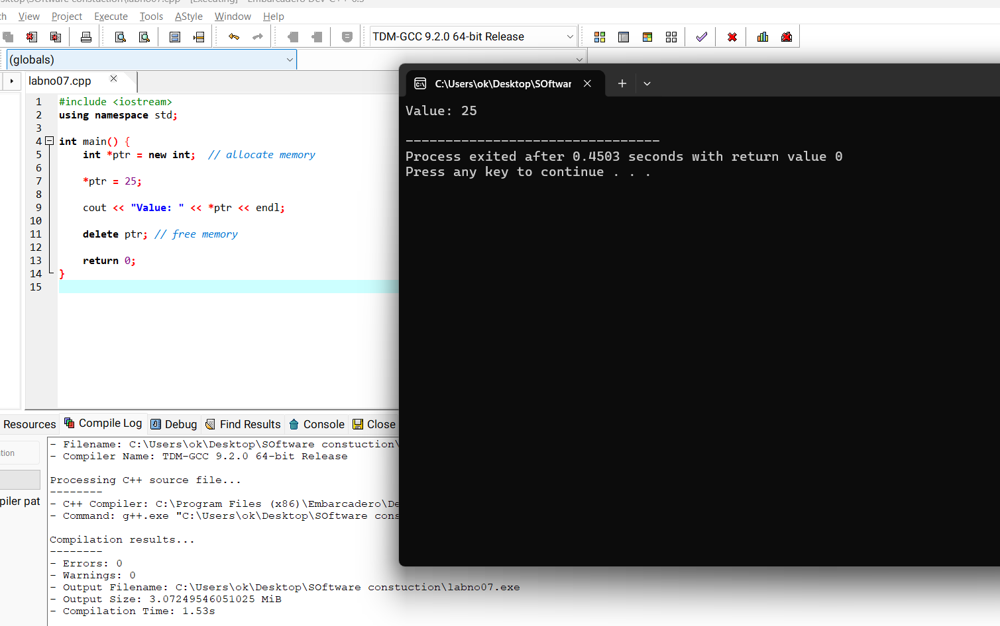 View Project Execute Tools AStyle Window Help
TDM-GCC 9.2.0 64-bit Release
(globals)
labno07.cpp
1 #include <iostream>
2 using namespace std;
3
4 int main() {
5 int *ptr = new int; // allocate memory
6
7 *ptr = 25;
8
9 cout << "Value: " << *ptr << endl;
10
11 delete ptr; // free memory
12
13 return 0;
14 }
15
C:\Users\ok\Desktop\SOftwar
Value: 25
--------------------------------
Process exited after 0.4503 seconds with return value 0
Press any key to continue . . .
Resources Compile Log Debug Find Results Console Close
- Filename: C:\Users\ok\Desktop\SOftware constuction\
- Compiler Name: TDM-GCC 9.2.0 64-bit Release
Processing C++ source file...
--------
- C++ Compiler: C:\Program Files (x86)\Embarcadero\De
- Command: g++.exe "C:\Users\ok\Desktop\SOftware cons
Compilation results...
--------
- Errors: 0
- Warnings: 0
- Output Filename: C:\Users\ok\Desktop\SOftware constuction\labno07.exe
- Output Size: 3.07249546051025 MiB
- Compilation Time: 1.53s
tion
piler pat